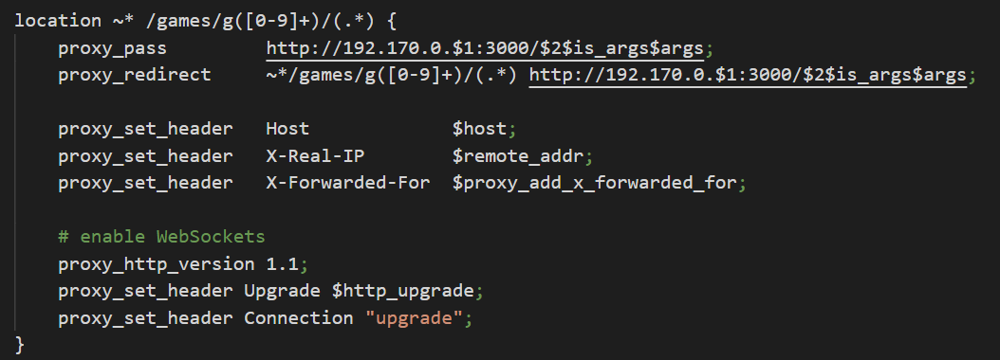 location ~* /games/g([0-9]+)/(.*) {
proxy_pass http://192.170.0.$1:3000/$2$is_args$args;
proxy_redirect ~*/games/g([0-9]+)/(.*) http://192.170.0.$1:3000/$2$is_args$args;
proxy_set_header Host $host;
proxy_set_header X-Real-IP $remote_addr;
proxy_set_header X-Forwarded-For $proxy_add_x_forwarded_for;
# enable WebSockets
proxy_http_version 1.1;
proxy_set_header Upgrade $http_upgrade;
proxy_set_header Connection "upgrade";
}